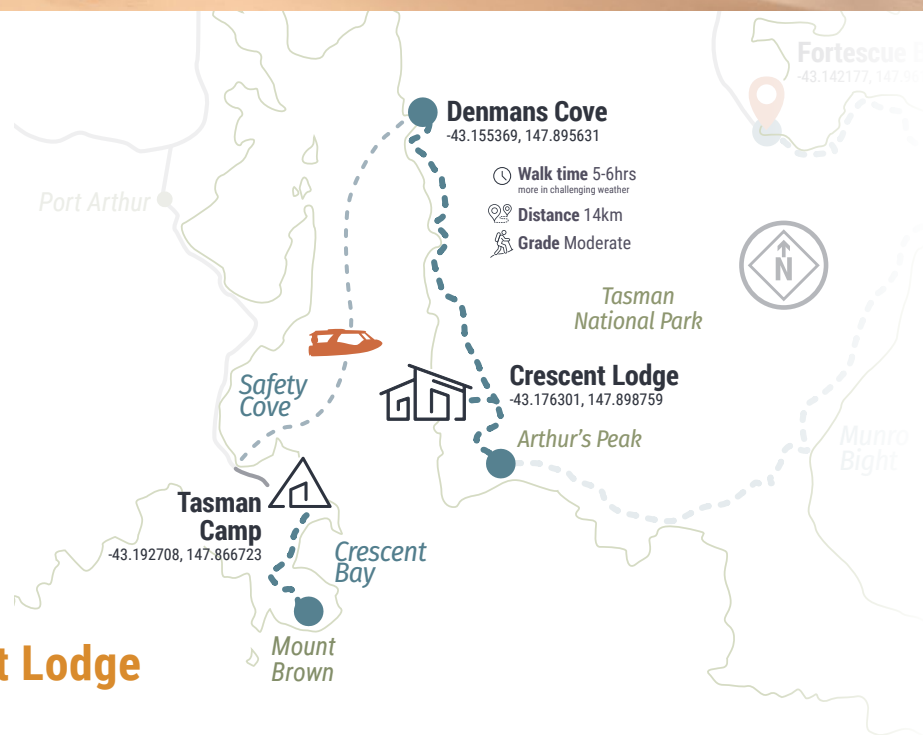 Fortescue
-43.142177, 147.9
Denmans Cove
-43.155369, 147.895631
Walk time 5-6hrs
more in challenging weather
Port Arthur
Distance 14km
Grade Moderate
N
Tasman
National Park
Safety
Cove
Crescent Lodge
-43.176301, 147.898759
Arthur's Peak
Munro
Bight
Tasman
Camp
-43.192708, 147.866723
Crescent
Bay
Mount
Brown
t Lodge